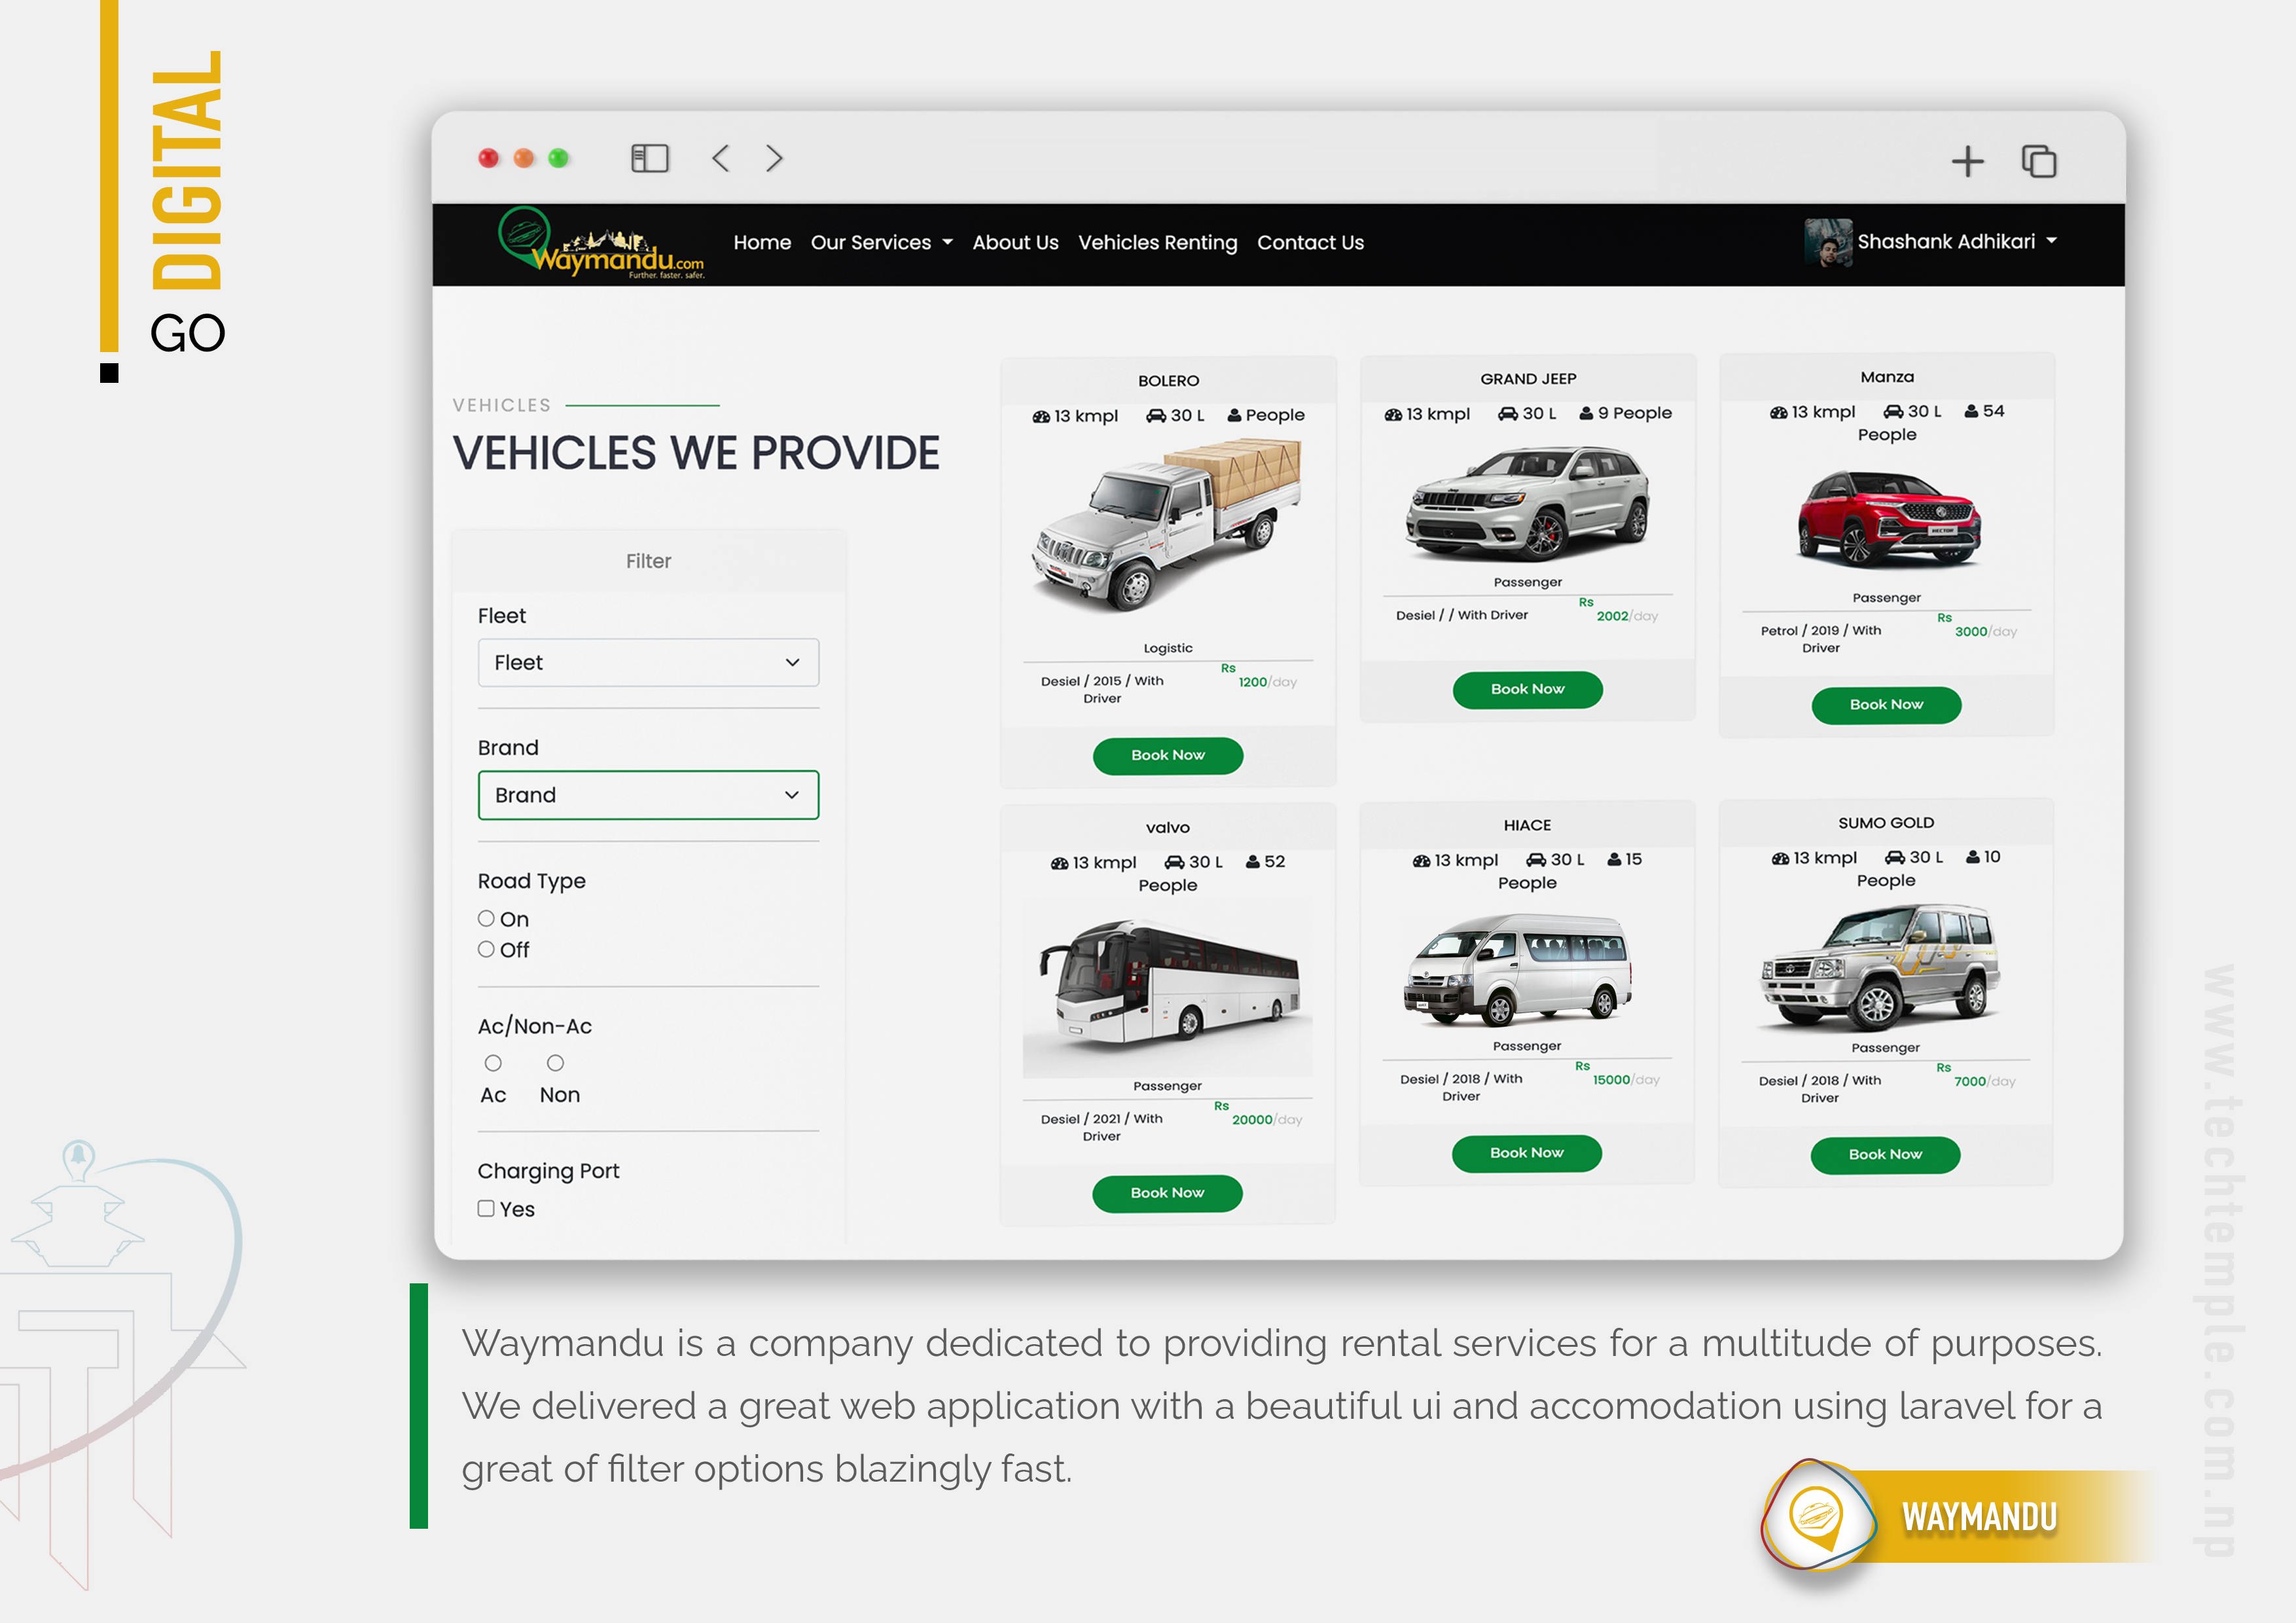 GO DIGITAL
Waymandu.com
Further. faster. safer.
Home Our Services About Us Vehicles Renting Contact Us
Shashank Adhikari
VEHICLES
VEHICLES WE PROVIDE
Filter
Fleet
Fleet
Brand
Brand
Road Type
On
Off
Ac/Non-Ac
Ac Non
Charging Port
Yes
BOLERO
13 kmpl 30 L People
Logistic
Desiel / 2015 / With
Driver
Rs
1200/day
Book Now
GRAND JEEP
13 kmpl 30 L 9 People
Passenger
Desiel / / With Driver
Rs
2002/day
Book Now
Manza
13 kmpl 30 L 54
People
HECTOR
Passenger
Petrol / 2019 / With
Driver
Rs
3000/day
Book Now
valvo
13 kmpl 30 L 52
People
Passenger
Desiel / 2021 / With
Driver
Rs
20000/day
Book Now
HIACE
13 kmpl 30 L 15
People
Passenger
Desiel / 2018 / With
Driver
Rs
15000/day
Book Now
SUMO GOLD
13 kmpl 30 L 10
People
Passenger
Desiel / 2018 / With
Driver
Rs
7000/day
Book Now
Waymandu is a company dedicated to providing rental services for a multitude of purposes.
We delivered a great web application with a beautiful ui and accomodation using laravel for a
great of filter options blazingly fast.
WAYMANDU
www.techtemple.com.np